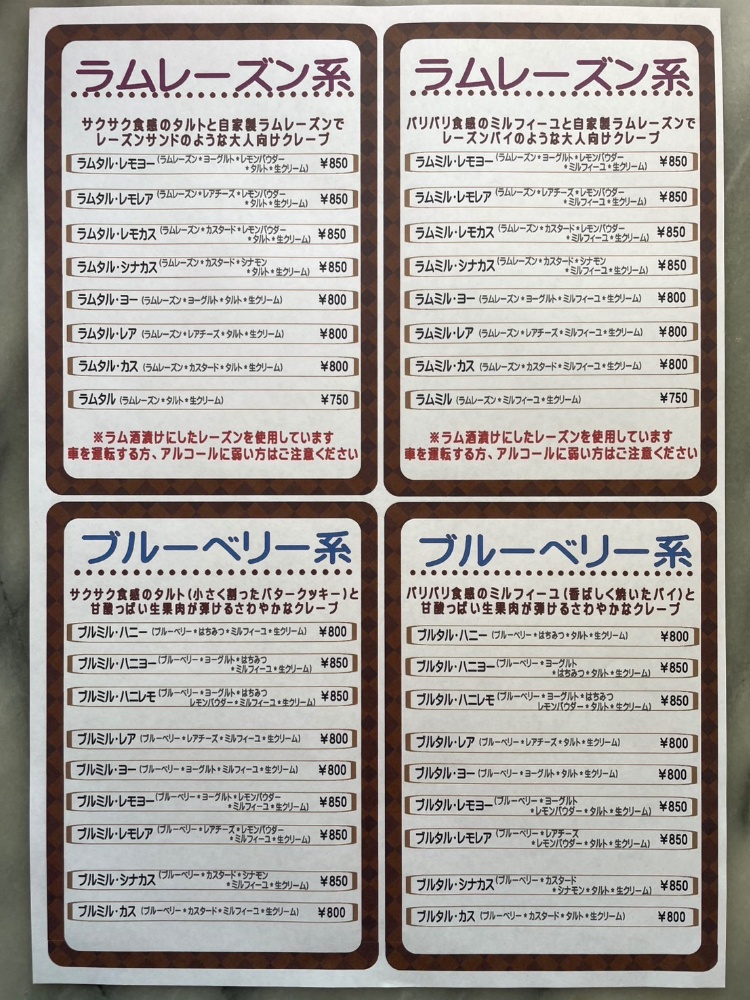 ラムレーズン系
サクサク食感のタルトと自家製ラムレーズンで
レーズンサンドのような大人向けクレープ
ラムタル・レモヨー(ラムレーズン*ヨーグルト*レモンパウダー
*タルト*生クリーム) ¥850
ラムタル・レモレア (ラムレーズン*レアチーズ*レモンパウダー
*タルト*生クリーム) ¥850
ラムタル・レモカス (ラムレーズン*カスタード*レモンパウダー
*タルト*生クリーム) ¥850
ラムタル・シナカス(ラムレーズン*カスタード*シナモン
*タルト*生クリーム) ¥850
ラムタル・ヨー (ラムレーズン*ヨーグルト*タルト*生クリーム) ¥800
ラムタル・レア (ラムレーズン*レアチーズ*タルト*生クリーム) ¥800
ラムタル・カス (ラムレーズン*カスタード*タルト*生クリーム) ¥800
ラムタル (ラムレーズン*タルト*生クリーム) ¥750
※ラム酒漬けにしたレーズンを使用しています
車を運転する方、アルコールに弱い方はご注意ください
ラムレーズン系
パリパリ食感のミルフィーユと自家製ラムレーズンで
レーズンパイのような大人向けクレープ
ラムミル・レモヨー(ラムレーズン*ヨーグルト*レモンパウダー
*ミルフィーユ*生クリーム) ¥850
ラムミル・レモレア (ラムレーズン*レアチーズ*レモンパウダー
*ミルフィーユ*生クリーム) ¥850
ラムミル・レモカス (ラムレーズン*カスタード*レモンパウダー
*ミルフィーユ*生クリーム) ¥850
ラムミル・シナカス(ラムレーズン*カスタード*シナモン
*ミルフィーユ*生クリーム) ¥850
ラムミル・ヨー (ラムレーズン*ヨーグルト*ミルフィーユ*生クリーム) ¥800
ラムミル・レア (ラムレーズン*レアチーズ*ミルフィーユ*生クリーム) ¥800
ラムミル・カス (ラムレーズン*カスタード*ミルフィーユ*生クリーム) ¥800
ラムミル (ラムレーズン*ミルフィーユ*生クリーム) ¥750
※ラム酒漬けにしたレーズンを使用しています
車を運転する方、アルコールに弱い方はご注意ください
ブルーベリー系
サクサク食感のタルト(小さく割ったバタークッキー)と
甘酸っぱい生果肉が弾けるさわやかなクレープ
ブルミル・ハニー (ブルーベリー*はちみつ*ミルフィーユ*生クリーム) ¥800
ブルミル・ハニヨー(ブルーベリー*ヨーグルト*はちみつ
*ミルフィーユ*生クリーム) ¥850
ブルミル・ハニレモ (ブルーベリー*ヨーグルト*はちみつ
レモンパウダー*ミルフィーユ*生クリーム) ¥850
ブルミル・レア (ブルーベリー*レアチーズ*ミルフィーユ*生クリーム) ¥800
ブルミル・ヨー (ブルーベリー*ヨーグルト*ミルフィーユ*生クリーム) ¥800
ブルミル・レモヨー(ブルーベリー*ヨーグルト*レモンパウダー
*ミルフィーユ*生クリーム) ¥850
ブルミル・レモレア (ブルーベリー*レアチーズ*レモンパウダー
*ミルフィーユ*生クリーム) ¥850
ブルミル・シナカス (ブルーベリー*カスタード*シナモン
*ミルフィーユ*生クリーム) ¥850
ブルミル・カス (ブルーベリー*カスタード*ミルフィーユ*生クリーム) ¥800
ブルーベリー系
パリパリ食感のミルフィーユ(香ばしく焼いたパイ)と
甘酸っぱい生果肉が弾けるさわやかなクレープ
ブルタル・ハニー (ブルーベリー*はちみつ*タルト*生クリーム) ¥800
ブルタル・ハニヨー(ブルーベリー*ヨーグルト
*はちみつ*タルト*生クリーム) ¥850
ブルタル・ハニレモ (ブルーベリー*ヨーグルト*はちみつ
レモンパウダー*タルト*生クリーム) ¥850
ブルタル・レア (ブルーベリー*レアチーズ*タルト*生クリーム) ¥800
ブルタル・ヨー (ブルーベリー*ヨーグルト*タルト*生クリーム) ¥800
ブルタル・レモヨー(ブルーベリー*ヨーグルト
*レモンパウダー*タルト*生クリーム) ¥850
ブルタル・レモレア (ブルーベリー*レアチーズ
*レモンパウダー*タルト*生クリーム) ¥850
ブルタル・シナカス(ブルーベリー*カスタード
*シナモン*タルト*生クリーム) ¥850
ブルタル・カス (ブルーベリー*カスタード*タルト*生クリーム) ¥800